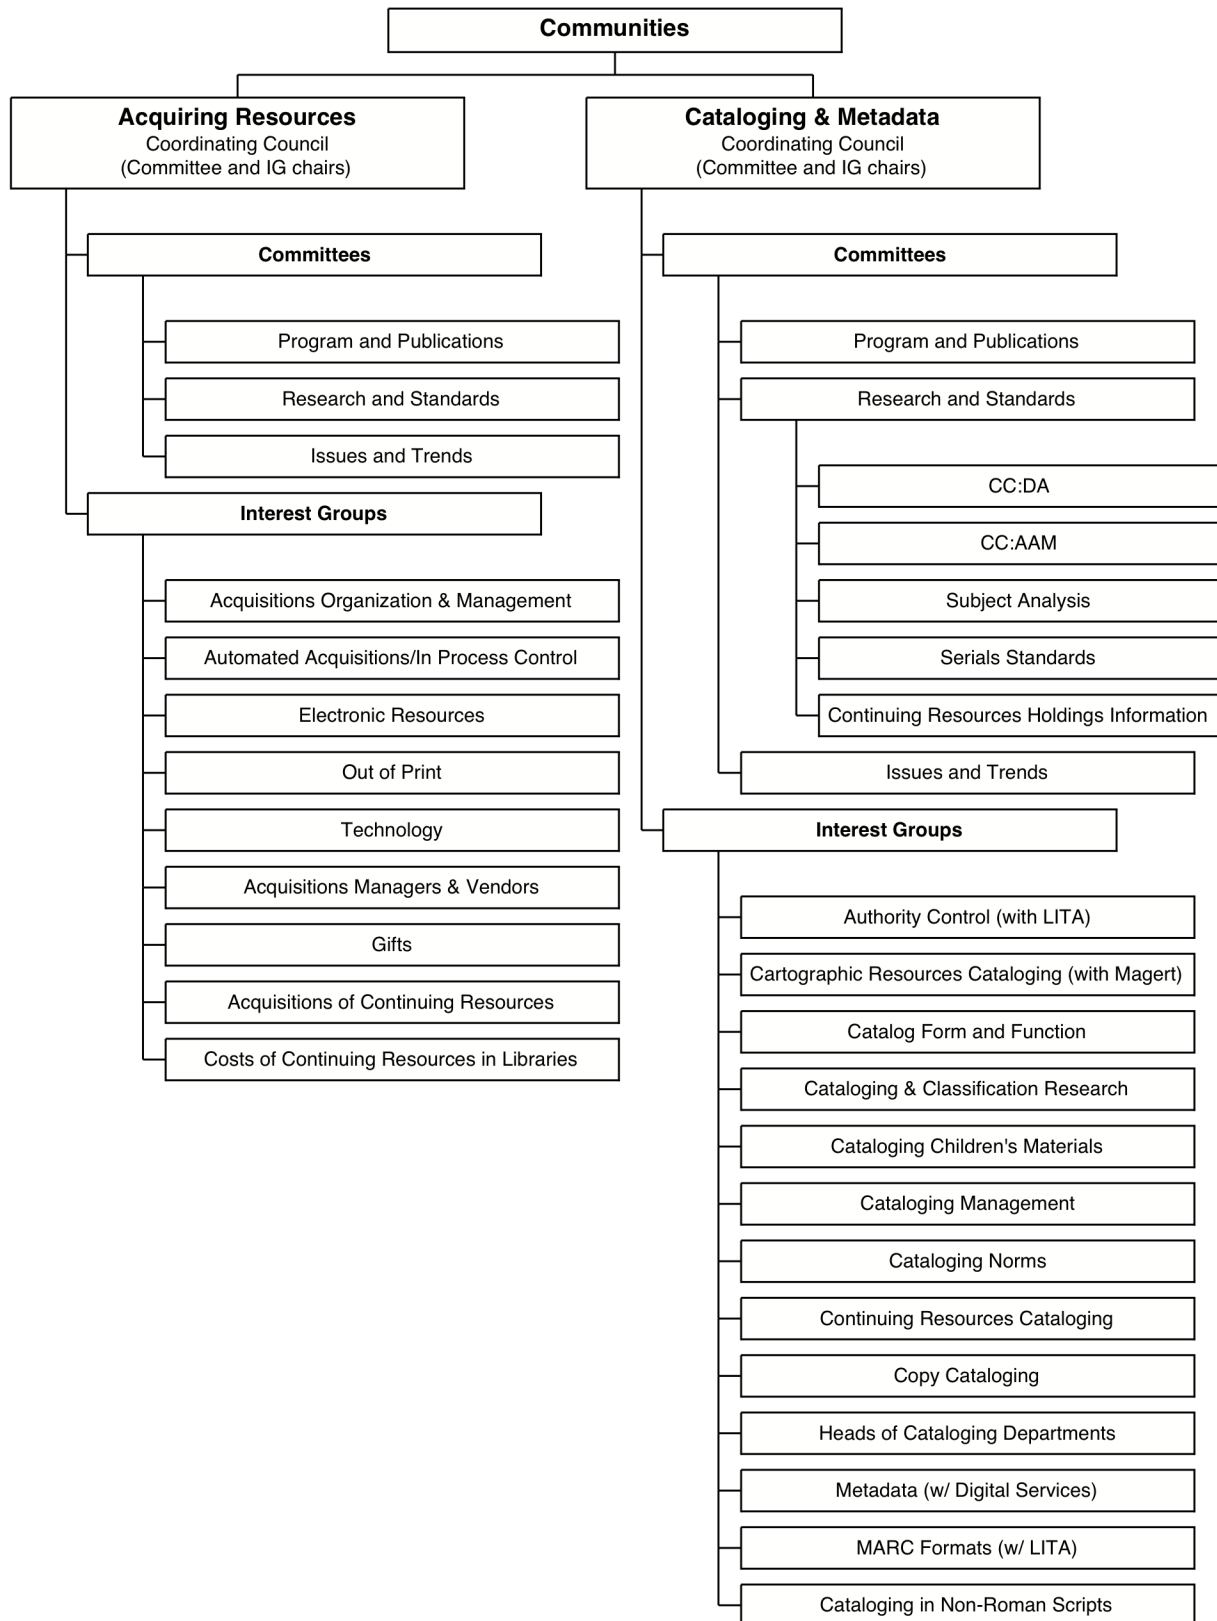 Communities
Acquiring Resources
Coordinating Council
(Committee and IG chairs)
Committees
Program and Publications
Research and Standards
Issues and Trends
Interest Groups
Acquisitions Organization & Management
Automated Acquisitions/In Process Control
Electronic Resources
Out of Print
Technology
Acquisitions Managers & Vendors
Gifts
Acquisitions of Continuing Resources
Costs of Continuing Resources in Libraries
Cataloging & Metadata
Coordinating Council
(Committee and IG chairs)
Committees
Program and Publications
Research and Standards
CC:DA
CC:AAM
Subject Analysis
Serials Standards
Continuing Resources Holdings Information
Issues and Trends
Interest Groups
Authority Control (with LITA)
Cartographic Resources Cataloging (with Magert)
Catalog Form and Function
Cataloging & Classification Research
Cataloging Children's Materials
Cataloging Management
Cataloging Norms
Continuing Resources Cataloging
Copy Cataloging
Heads of Cataloging Departments
Metadata (w/ Digital Services)
MARC Formats (w/ LITA)
Cataloging in Non-Roman Scripts